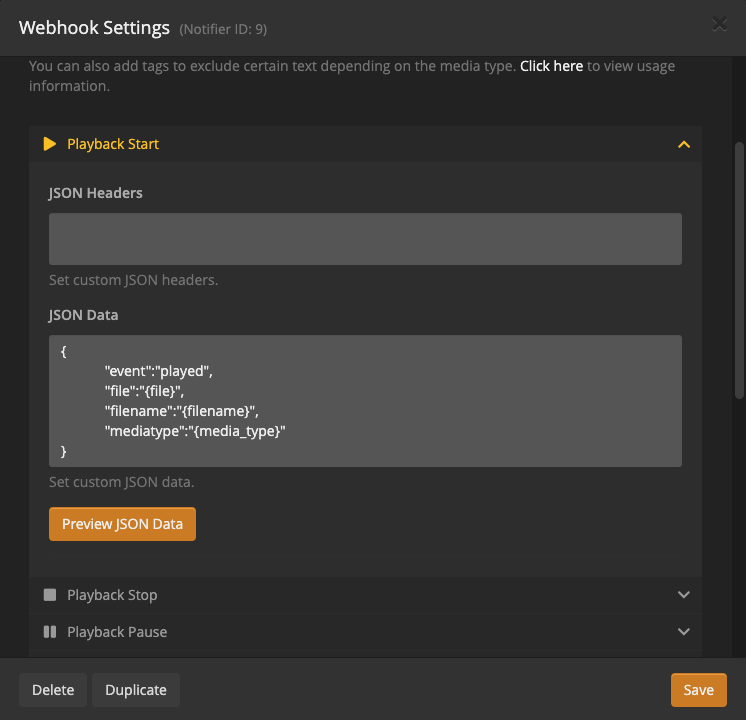 Webhook Settings (Notifier ID: 9)
You can also add tags to exclude certain text depending on the media type. Click here to view usage
information.
Playback Start
JSON Headers
Set custom JSON headers.
JSON Data
{
"event":"played",
"file":"{file}",
"filename":"{filename}",
"mediatype":"{media_type}"
}
Set custom JSON data.
Preview JSON Data
Playback Stop
Playback Pause
Delete
Duplicate
Save